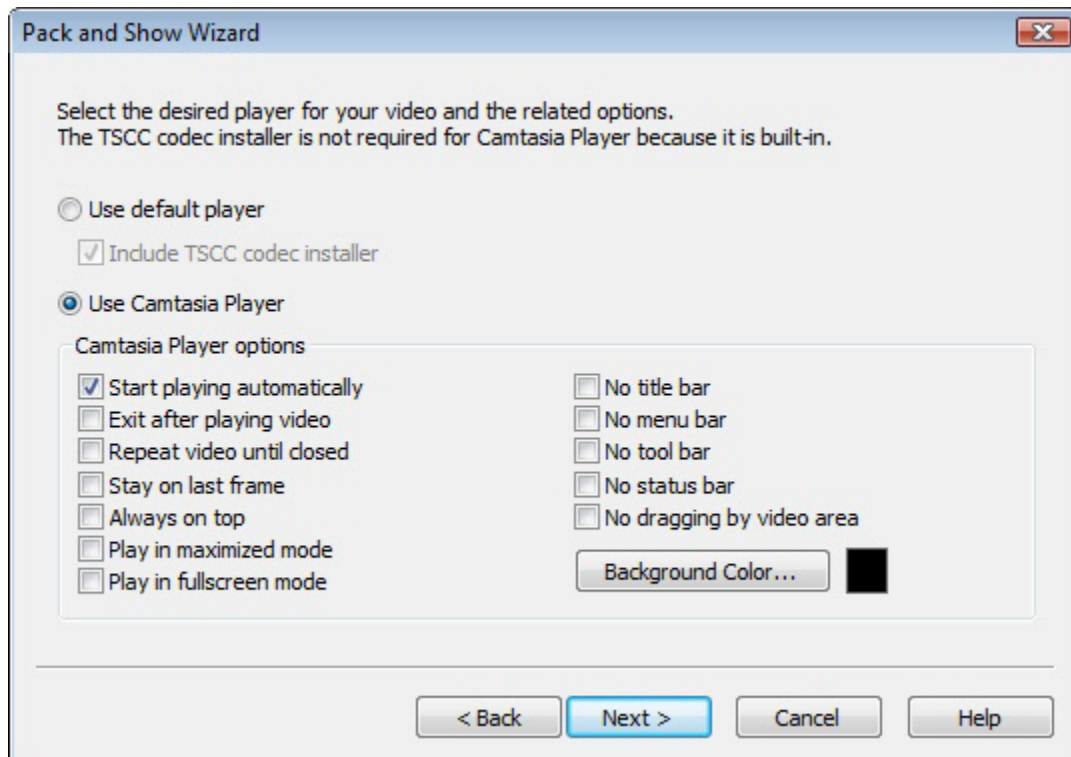 Pack and Show Wizard
Select the desired player for your video and the related options.
The TSCC codec installer is not required for Camtasia Player because it is built-in.
Use default player
Include TSCC codec installer
Use Camtasia Player
Camtasia Player options
Start playing automatically
Exit after playing video
Repeat video until closed
Stay on last frame
Always on top
Play in maximized mode
Play in fullscreen mode
No title bar
No menu bar
No tool bar
No status bar
No dragging by video area
Background Color...
< Back
Next >
Cancel
Help